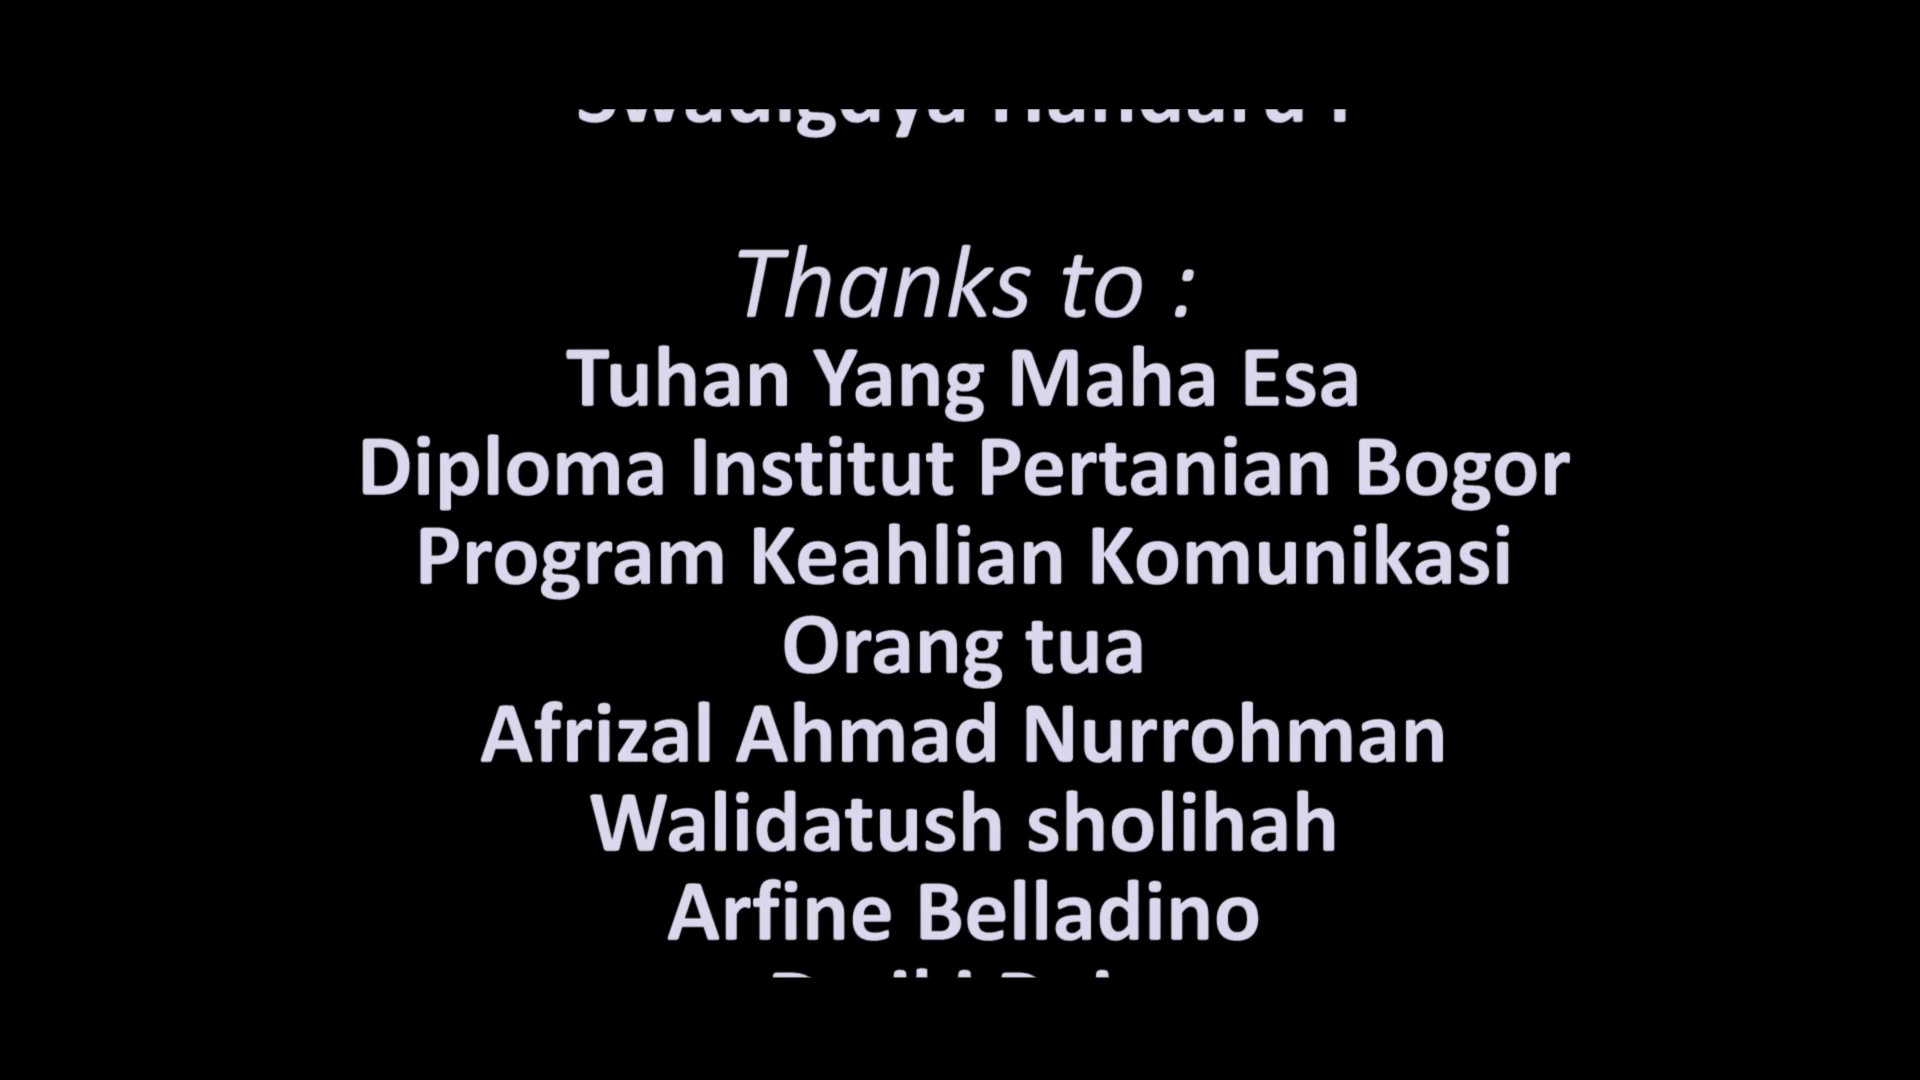 Thanks to :
Tuhan Yang Maha Esa
Diploma Institut Pertanian Bogor
Program Keahlian Komunikasi
Orang tua
Afrizal Ahmad Nurrohman
Walidatush sholihah
Arfine Belladino